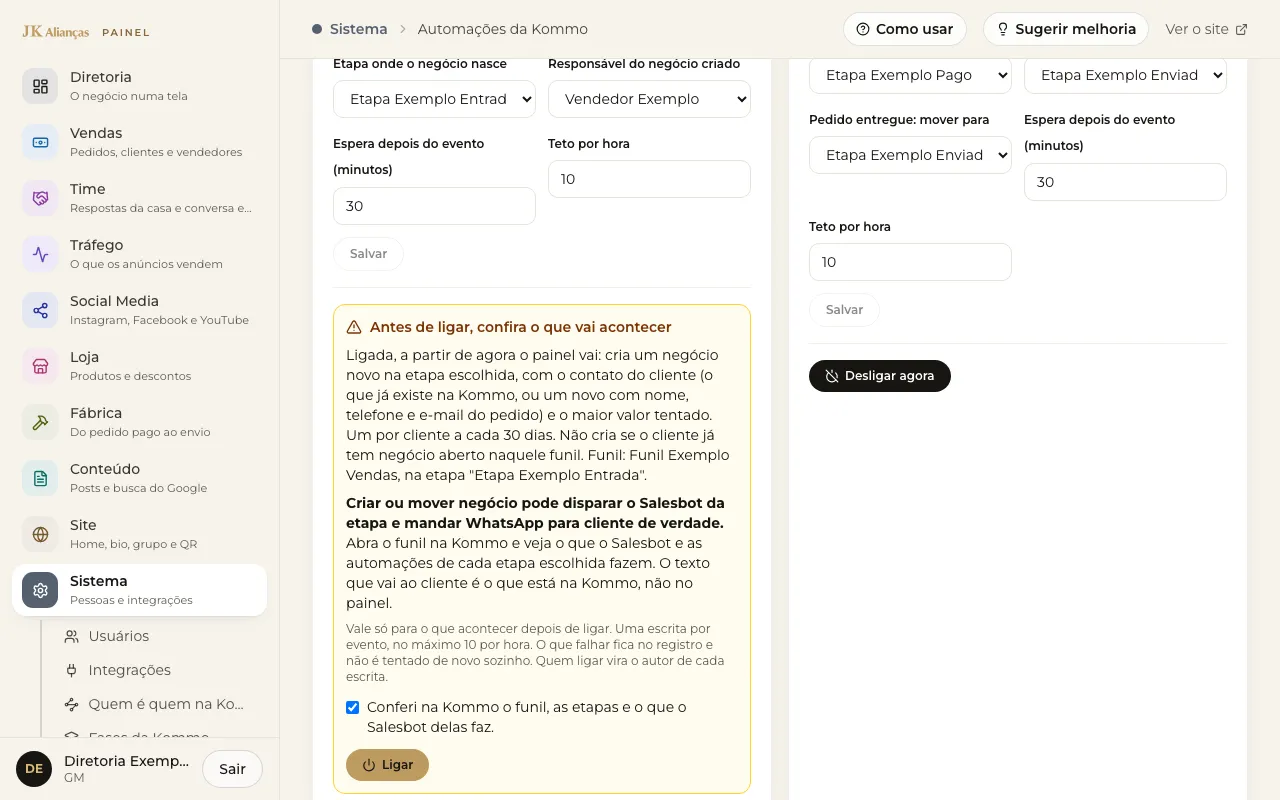 JK Alianças PAINEL
Diretoria
O negócio numa tela
Vendas
Pedidos, clientes e vendedores
Time
Respostas da casa e conversa e...
Tráfego
O que os anúncios vendem
Social Media
Instagram, Facebook e YouTube
Loja
Produtos e descontos
Fábrica
Do pedido pago ao envio
Conteúdo
Posts e busca do Google
Site
Home, bio, grupo e QR
Sistema
Pessoas e integrações
Usuários
Integrações
Quem é quem na Ko...
Fases da Kommo
DE
Diretoria Exemp...
GM
Sair
Sistema
Automações da Kommo
Como usar
Sugerir melhoria
Ver o site
Etapa onde o negócio nasce
Etapa Exemplo Entrad
Responsável do negócio criado
Vendedor Exemplo
Espera depois do evento
(minutos)
30
Teto por hora
10
Salvar
Antes de ligar, confira o que vai acontecer
Ligada, a partir de agora o painel vai: cria um negócio
novo na etapa escolhida, com o contato do cliente (o
que já existe na Kommo, ou um novo com nome,
telefone e e-mail do pedido) e o maior valor tentado.
Um por cliente a cada 30 dias. Não cria se o cliente já
tem negócio aberto naquele funil. Funil: Funil Exemplo
Vendas, na etapa "Etapa Exemplo Entrada".
Criar ou mover negócio pode disparar o Salesbot da
etapa e mandar WhatsApp para cliente de verdade.
Abra o funil na Kommo e veja o que o Salesbot e as
automações de cada etapa escolhida fazem. O texto
que vai ao cliente é o que está na Kommo, não no
painel.
Vale só para o que acontecer depois de ligar. Uma escrita por
evento, no máximo 10 por hora. O que falhar fica no registro e
não é tentado de novo sozinho. Quem ligar vira o autor de cada
escrita.
Conferi na Kommo o funil, as etapas e o que o
Salesbot delas faz.
Ligar
Etapa Exemplo Pago
Etapa Exemplo Enviad
Pedido entregue: mover para
Etapa Exemplo Enviad
Espera depois do evento
(minutos)
30
Teto por hora
10
Salvar
Desligar agora